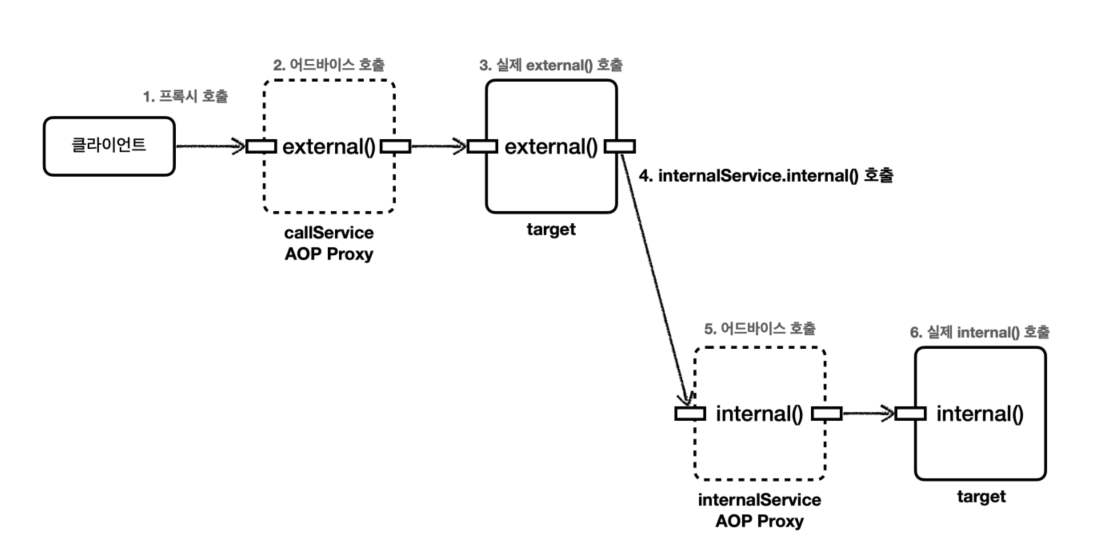 1. 프록시 호출
2. 어드바이스 호출
3. 실제 external() 호출
클라이언트
external()
external()
4. internalService.internal() 호출
callService
AOP Proxy
target
5. 어드바이스 호출
6. 실제 internal() 호출
internal()
internal()
internalService
AOP Proxy
target